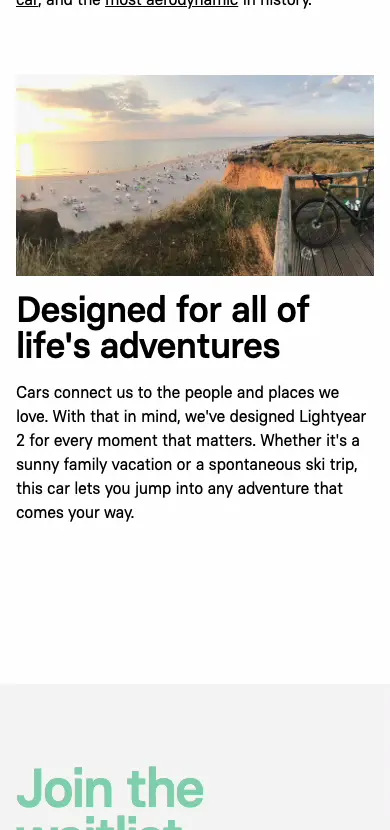 car, and the most aerodynamic in history.
Designed for all of
life's adventures
Cars connect us to the people and places we
love. With that in mind, we've designed Lightyear
2 for every moment that matters. Whether it's a
sunny family vacation or a spontaneous ski trip,
this car lets you jump into any adventure that
comes your way.
Join the
waitlist